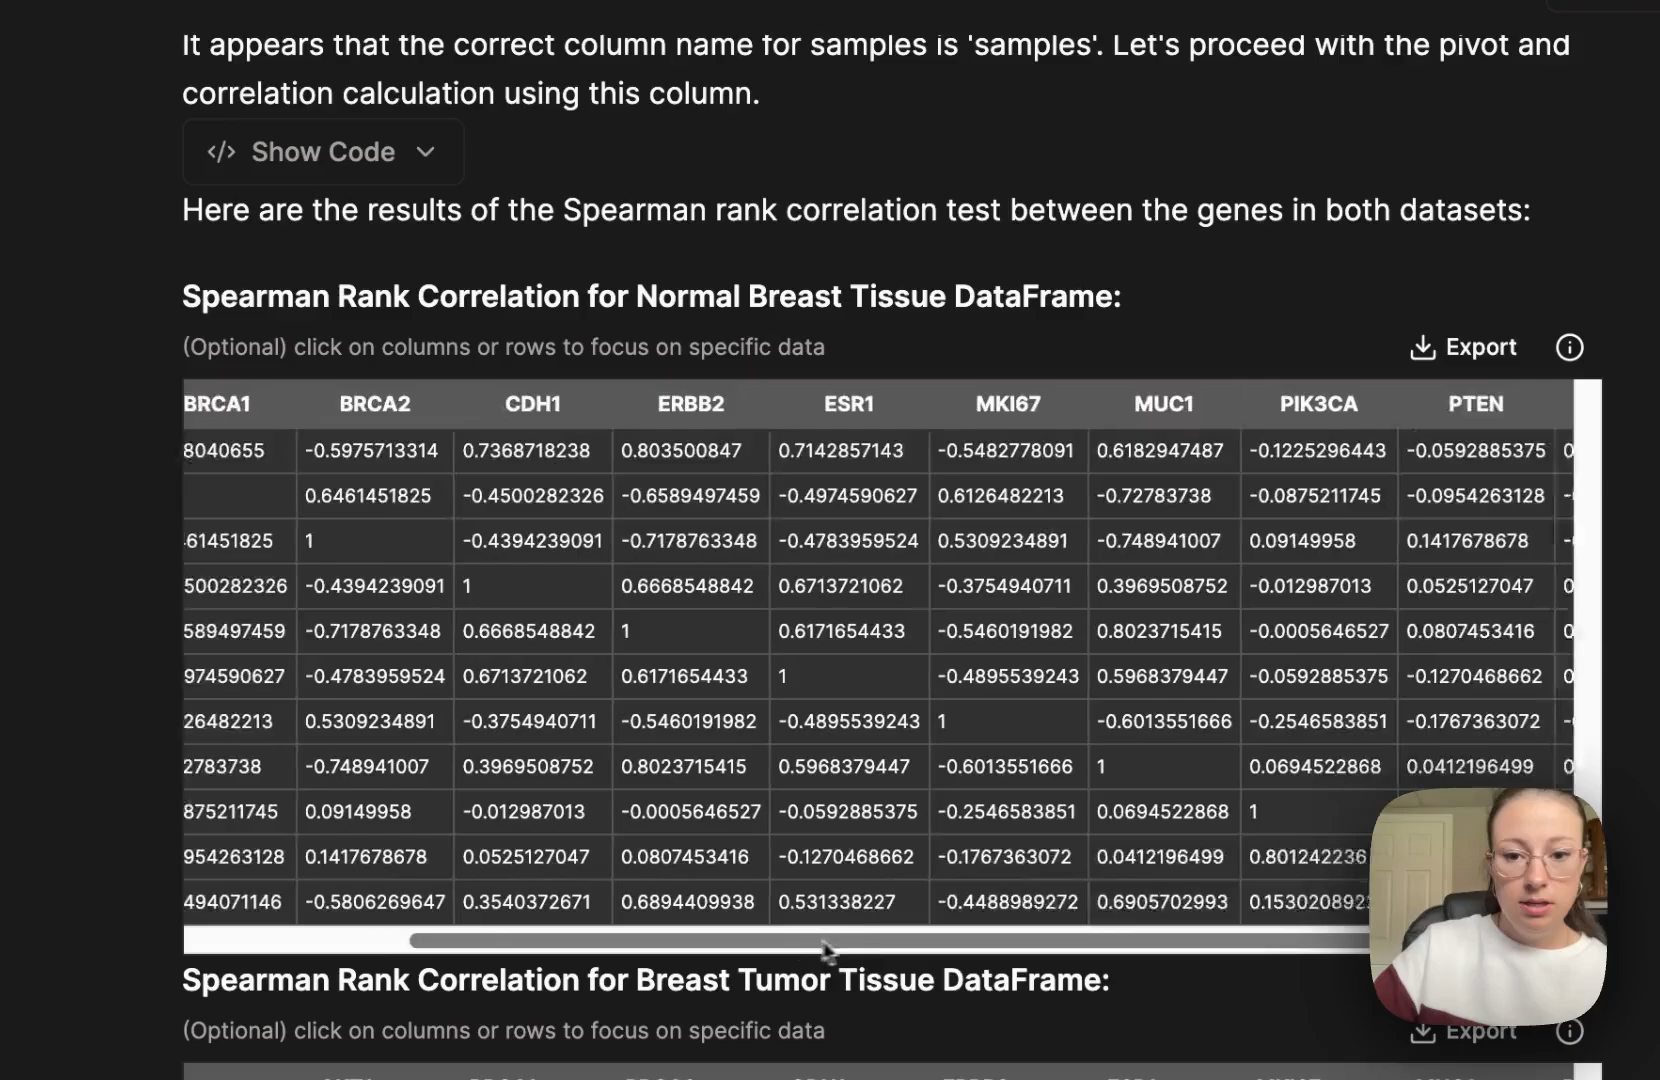 It appears that the correct column name for samples is 'samples'. Let's proceed with the pivot and
correlation calculation using this column.
</> Show Code
Here are the results of the Spearman rank correlation test between the genes in both datasets:
Spearman Rank Correlation for Normal Breast Tissue DataFrame:
(Optional) click on columns or rows to focus on specific data Export
BRCA1 BRCA2 CDH1 ERBB2 ESR1 MKI67 MUC1 PIK3CA PTEN
8040655 -0.5975713314 0.7368718238 0.803500847 0.7142857143 -0.5482778091 0.6182947487 -0.1225296443 -0.0592885375 0
0.6461451825 -0.4500282326 -0.6589497459 -0.4974590627 0.6126482213 -0.72783738 -0.0875211745 -0.0954263128 -
61451825 1 -0.4394239091 -0.7178763348 -0.4783959524 0.5309234891 -0.748941007 0.09149958 0.1417678678 -
500282326 -0.4394239091 1 0.6668548842 0.6713721062 -0.3754940711 0.3969508752 -0.012987013 0.0525127047 0
589497459 -0.7178763348 0.6668548842 1 0.6171654433 -0.5460191982 0.8023715415 -0.0005646527 0.0807453416 0
974590627 -0.4783959524 0.6713721062 0.6171654433 1 -0.4895539243 0.5968379447 -0.0592885375 -0.1270468662 0
26482213 0.5309234891 -0.3754940711 -0.5460191982 -0.4895539243 1 -0.6013551666 -0.2546583851 -0.1767363072 -
2783738 -0.748941007 0.3969508752 0.8023715415 0.5968379447 -0.6013551666 1 0.0694522868 0.0412196499 0
875211745 0.09149958 -0.012987013 -0.0005646527 -0.0592885375 -0.2546583851 0.0694522868 1
954263128 0.1417678678 0.0525127047 0.0807453416 -0.1270468662 -0.1767363072 0.0412196499 0.801242236
494071146 -0.5806269647 0.3540372671 0.6894409938 0.531338227 -0.4488989272 0.6905702993 0.153020892
Spearman Rank Correlation for Breast Tumor Tissue DataFrame:
(Optional) click on columns or rows to focus on specific data Export